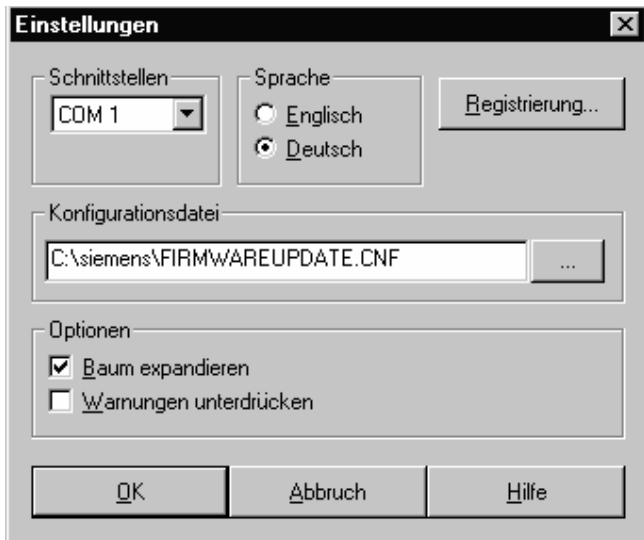 Einstellungen
Schnittstellen
COM 1
Sprache
Englisch
Deutsch
Registrierung...
Konfigurationsdatei
C:\siemens\FIRMWAREUPDATE.CNF
...
Optionen
Baum expandieren
Warnungen unterdrücken
OK
Abbruch
Hilfe